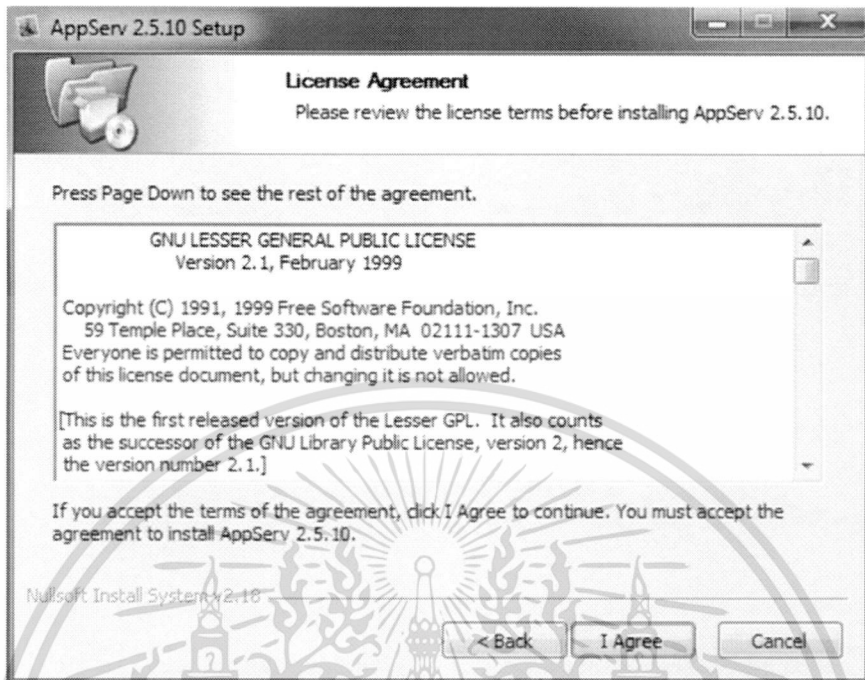 AppServ 2.5.10 Setup
License Agreement
Please review the license terms before installing AppServ 2.5.10.
Press Page Down to see the rest of the agreement.
GNU LESSER GENERAL PUBLIC LICENSE
Version 2.1, February 1999
Copyright (C) 1991, 1999 Free Software Foundation, Inc.
59 Temple Place, Suite 330, Boston, MA 02111-1307 USA
Everyone is permitted to copy and distribute verbatim copies
of this license document, but changing it is not allowed.
[This is the first released version of the Lesser GPL. It also counts
as the successor of the GNU Library Public License, version 2, hence
the version number 2.1.]
If you accept the terms of the agreement, click I Agree to continue. You must accept the
agreement to install AppServ 2.5.10.
Nullsoft Install System v2.18
< Back
I Agree
Cancel